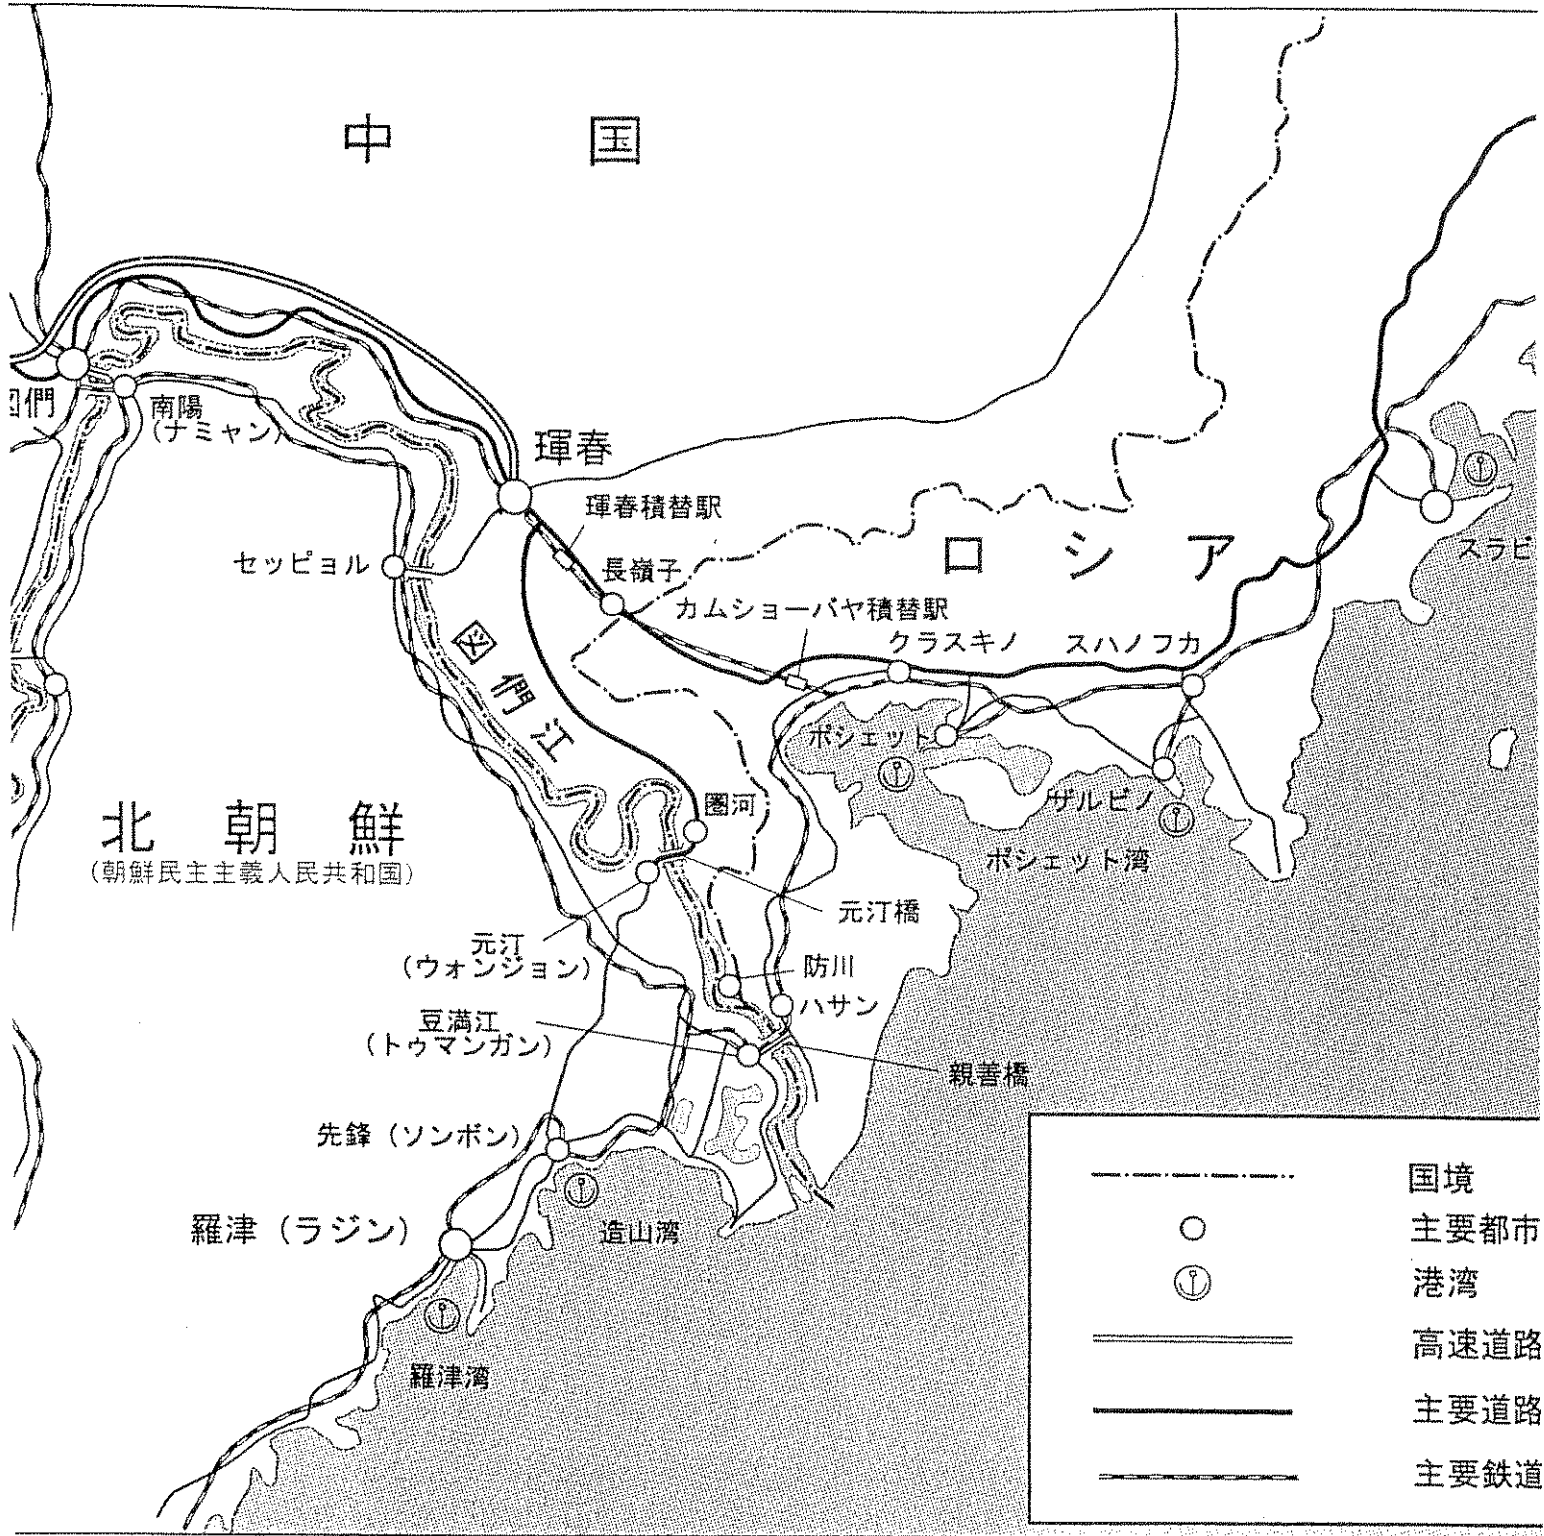 中国
們
南陽
(ナミャン)
琿春
琿春積替駅
セッピョル
長嶺子
ロシア
カムショーバヤ積替駅
クラスキノ
スハノフカ
スラビ
図們江
ポシェット
ザルビノ
ポシェット湾
圏河
北朝鮮
(朝鮮民主主義人民共和国)
元汀橋
元汀
(ウォンジョン)
防川
ハサン
豆満江
(トゥマンガン)
親善橋
先鋒(ソンボン)
造山湾
羅津(ラジン)
羅津湾
国境
主要都市
港湾
高速道路
主要道路
主要鉄道